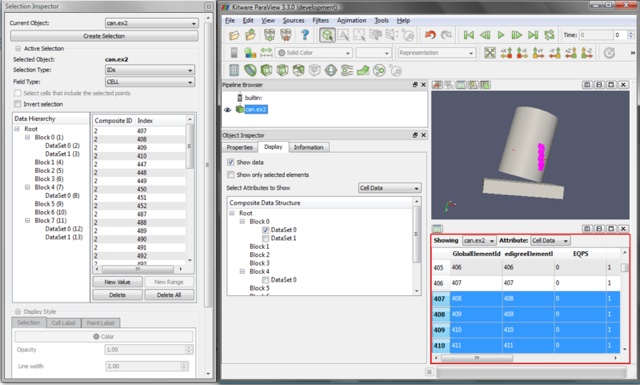 Selection Inspector
Current Object: can.ex2
Create Selection
Active Selection
Selected Object: can.ex2
Selection Type: IDs
Field Type: CELL
Select cells that include the selected points
Invert selection
Data Hierarchy
Root
Block 0 (1)
DataSet 0 (2)
DataSet 1 (3)
Block 1 (4)
Block 2 (5)
Block 3 (6)
Block 4 (7)
DataSet 0 (8)
Block 5 (9)
Block 6 (10)
Block 7 (11)
DataSet 0 (12)
DataSet 1 (13)
Composite ID Index
2 407
2 408
2 409
2 410
2 447
2 448
2 449
2 450
2 451
2 452
2 487
2 488
2 489
2 490
2 491
2 492
New Value New Range
Delete Delete All
Display Style
Selection Cell Label Point Label
Color
Opacity 1.00
Line width 2.00
Kitware ParaView 3.3.0 (development)
File Edit View Sources Filters Animation Tools Help
Time: 0 0
Solid Color Representation
Pipeline Browser
builtin:
can.ex2
Object Inspector
Properties Display Information
Show data
Show only selected elements
Select Attributes to Show Cell Data
Composite Data Structure
Root
Block 0
DataSet 0
DataSet 1
Block 1
Block 2
Block 3
Block 4
DataSet 0
Block 5
Showing can.ex2 Attribute: Cell Data
GlobalElementId edigreeElementI EQPS
405 406 406 0 1
406 407 407 0 1
407 408 408 0 1
408 409 409 0 1
409 410 410 0 1
410 411 411 0 1